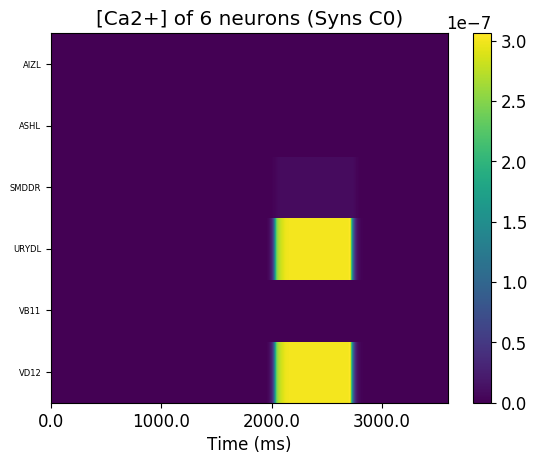 [Ca2+] of 6 neurons (Syns C0)
1e−7
AIZL
ASHL
SMDDR
URYDL
VB11
VD12
3.0
2.5
2.0
1.5
1.0
0.5
0.0
0.0 1000.0 2000.0 3000.0
Time (ms)